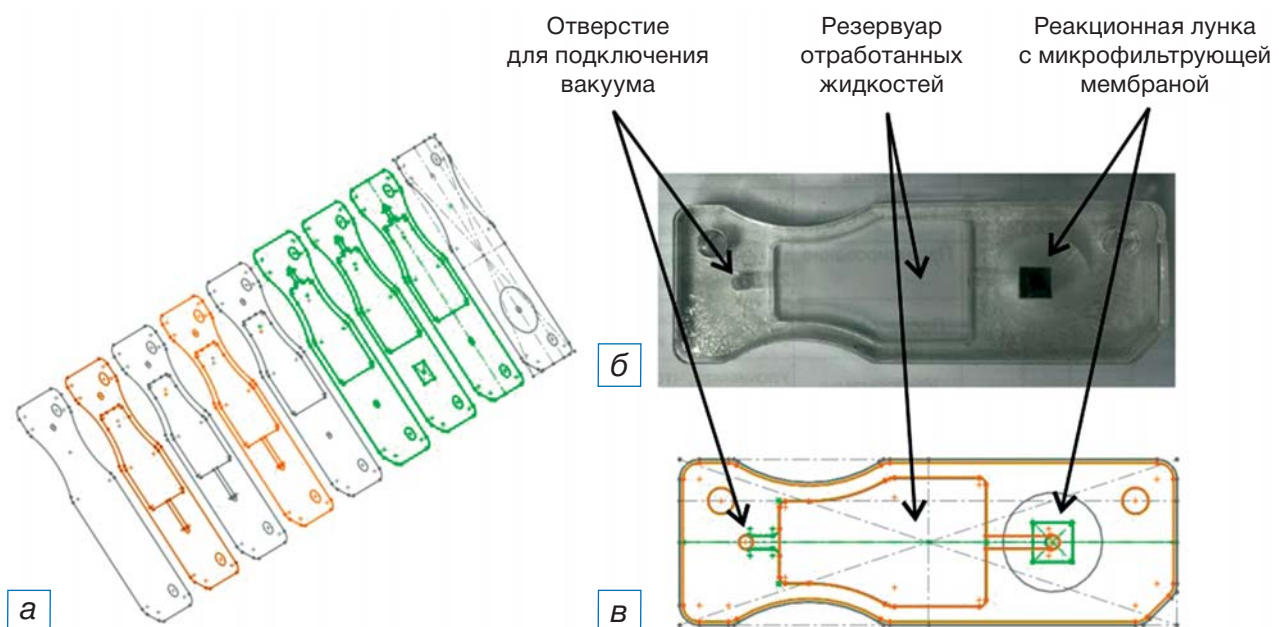 Отверстие
для подключения
вакуума
Резервуар
отработанных
жидкостей
Реакционная лунка
с микрофильтрующей
мембраной
а
б
в